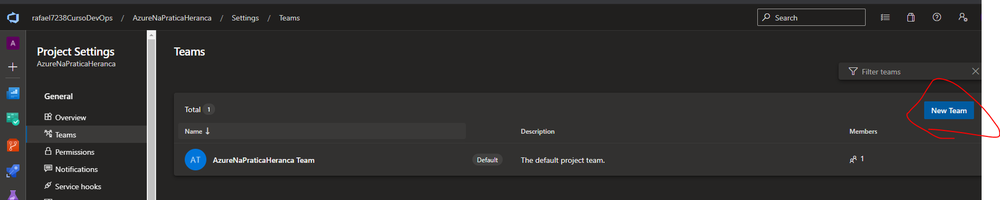 rafael7238CursoDevOps / AzureNaPraticaHeranca / Settings / Teams
Search
A
Project Settings
AzureNaPraticaHeranca
General
Overview
Teams
Permissions
Notifications
Service hooks
Teams
Filter teams
Total 1
New Team
Name Description Members
AT AzureNaPraticaHeranca Team Default The default project team. 1